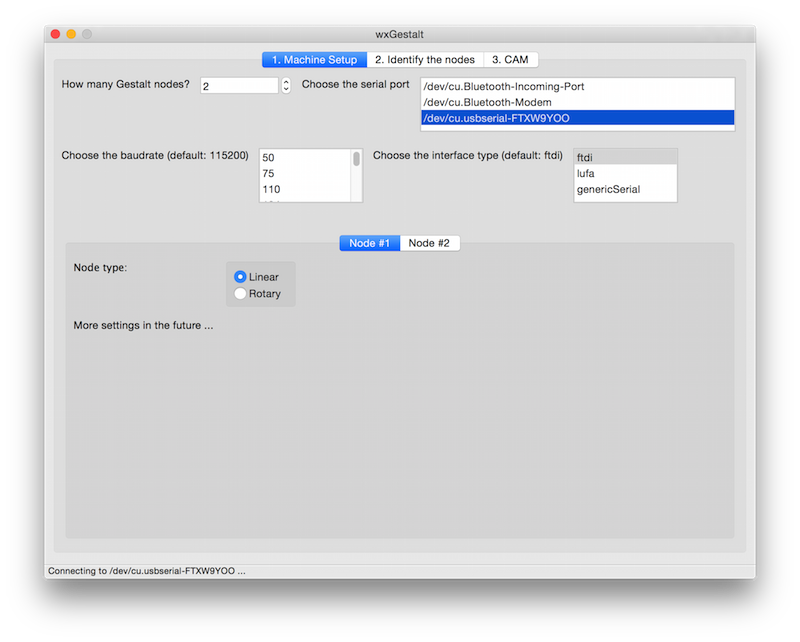 wxGestalt
1. Machine Setup 2. Identify the nodes 3. CAM
How many Gestalt nodes? 2 Choose the serial port
/dev/cu.Bluetooth-Incoming-Port
/dev/cu.Bluetooth-Modem
/dev/cu.usbserial-FTXW9YOO
Choose the baudrate (default: 115200)
50
75
110
Choose the interface type (default: ftdi)
ftdi
lufa
genericSerial
Node #1 Node #2
Node type:
Linear
Rotary
More settings in the future ...
Connecting to /dev/cu.usbserial-FTXW9YOO ...